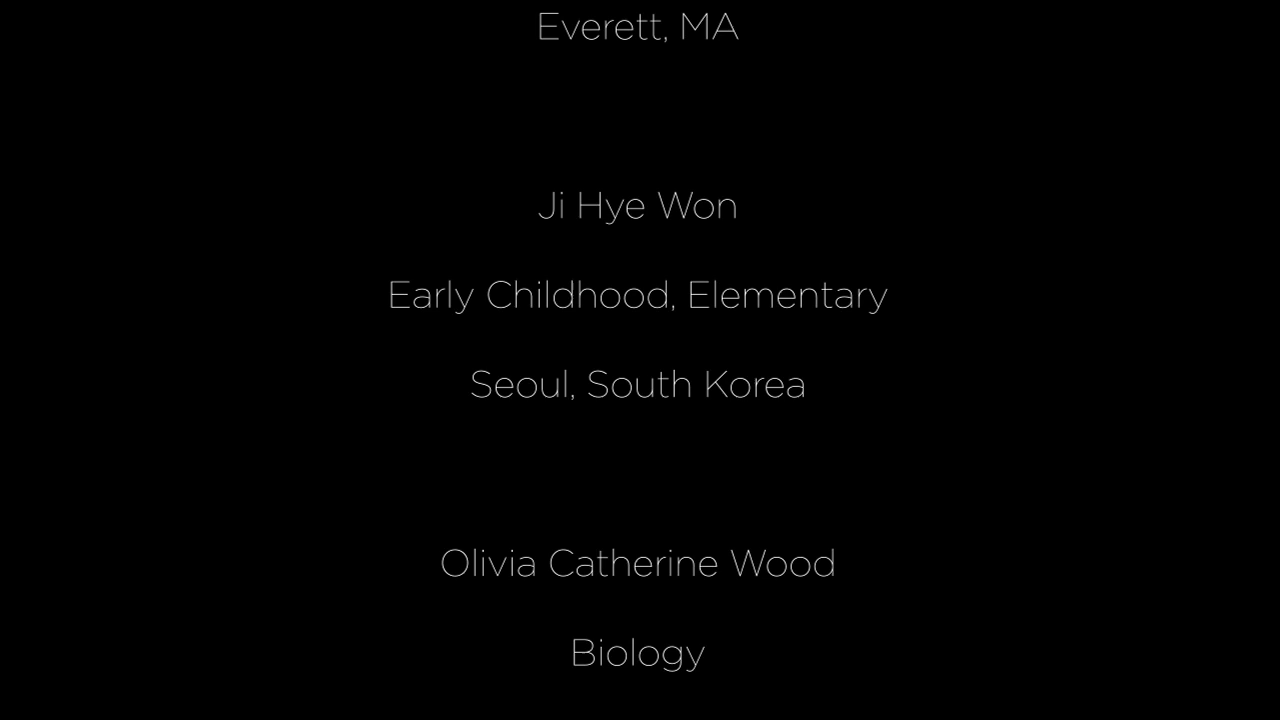 Everett, MA
Ji Hye Won
Early Childhood, Elementary
Seoul, South Korea
Olivia Catherine Wood
Biology